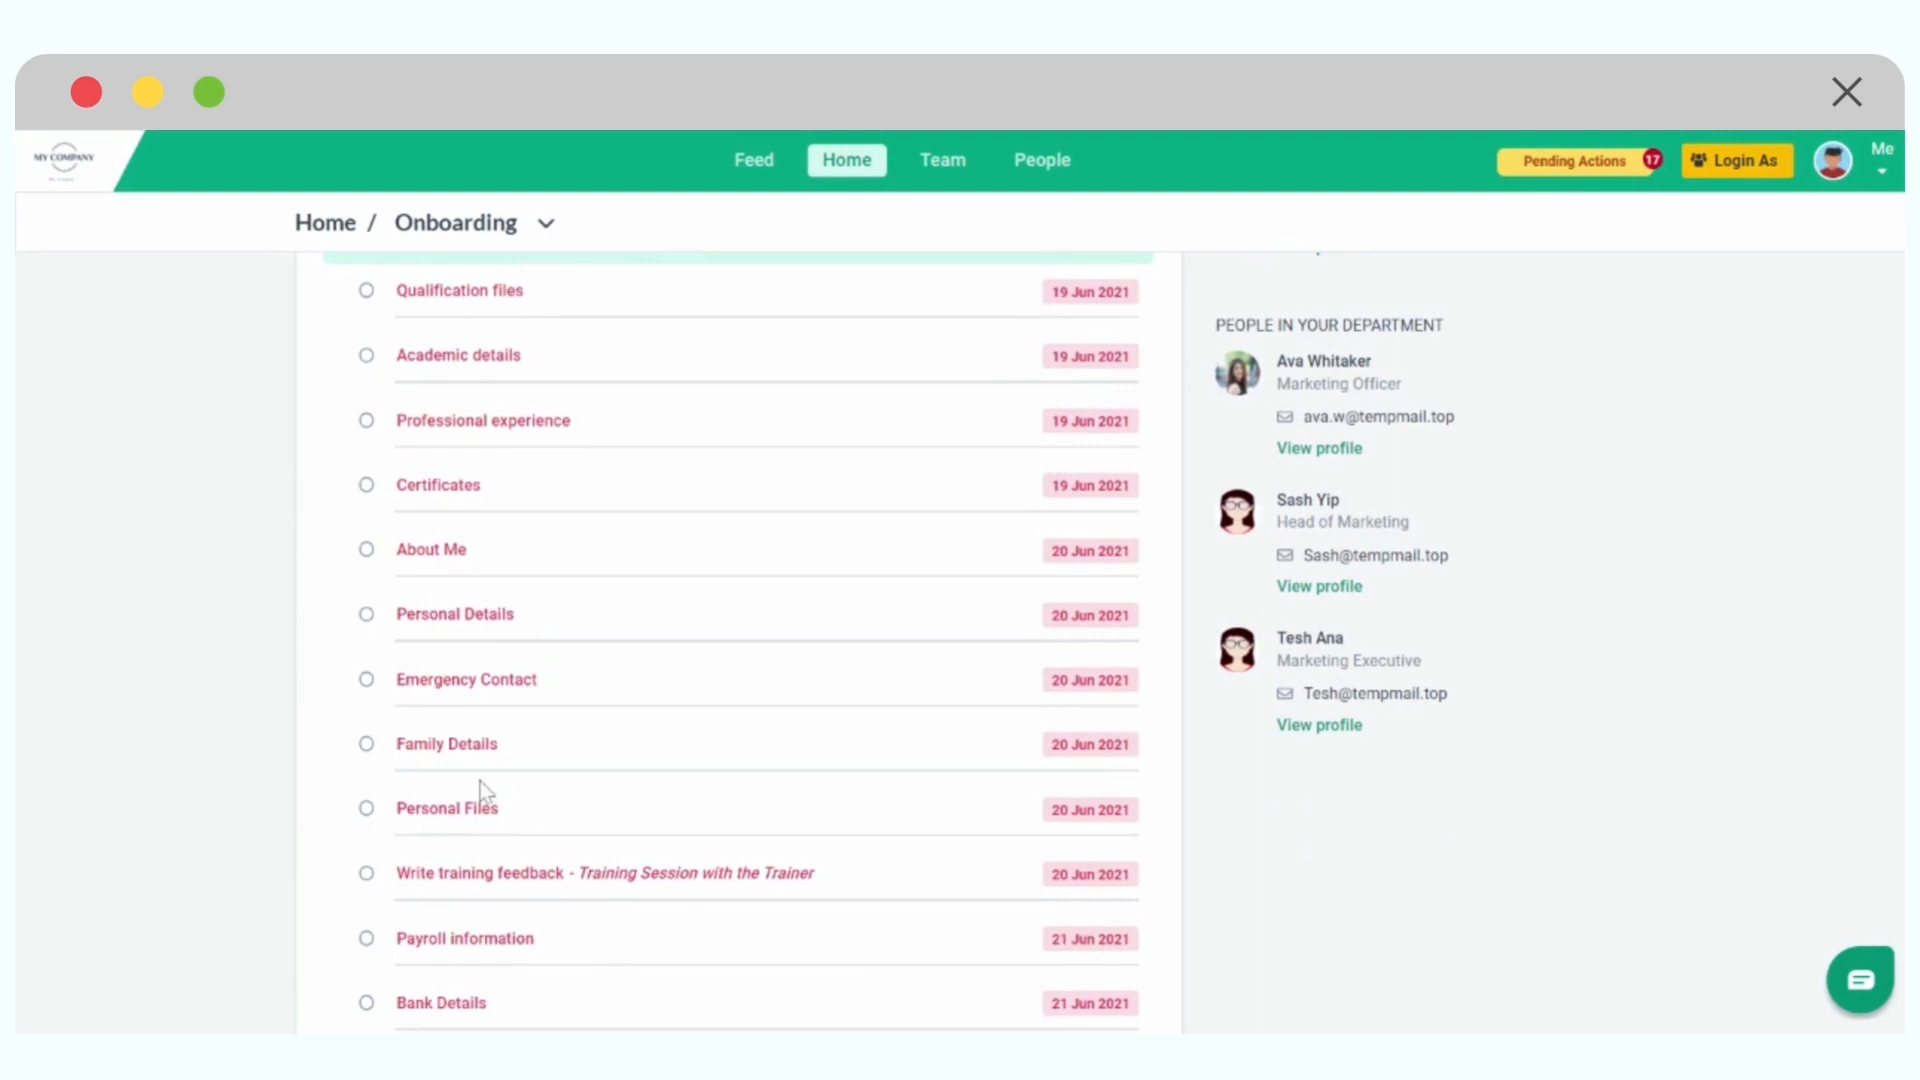 MY COMPANY
Feed
Home
Team
People
Pending Actions
17
Login As
Me
Home / Onboarding
Qualification files
19 Jun 2021
Academic details
19 Jun 2021
Professional experience
19 Jun 2021
Certificates
19 Jun 2021
About Me
20 Jun 2021
Personal Details
20 Jun 2021
Emergency Contact
20 Jun 2021
Family Details
20 Jun 2021
Personal Files
20 Jun 2021
Write training feedback - Training Session with the Trainer
20 Jun 2021
Payroll information
21 Jun 2021
Bank Details
21 Jun 2021
PEOPLE IN YOUR DEPARTMENT
Ava Whitaker
Marketing Officer
ava.w@tempmail.top
View profile
Sash Yip
Head of Marketing
Sash@tempmail.top
View profile
Tesh Ana
Marketing Executive
Tesh@tempmail.top
View profile